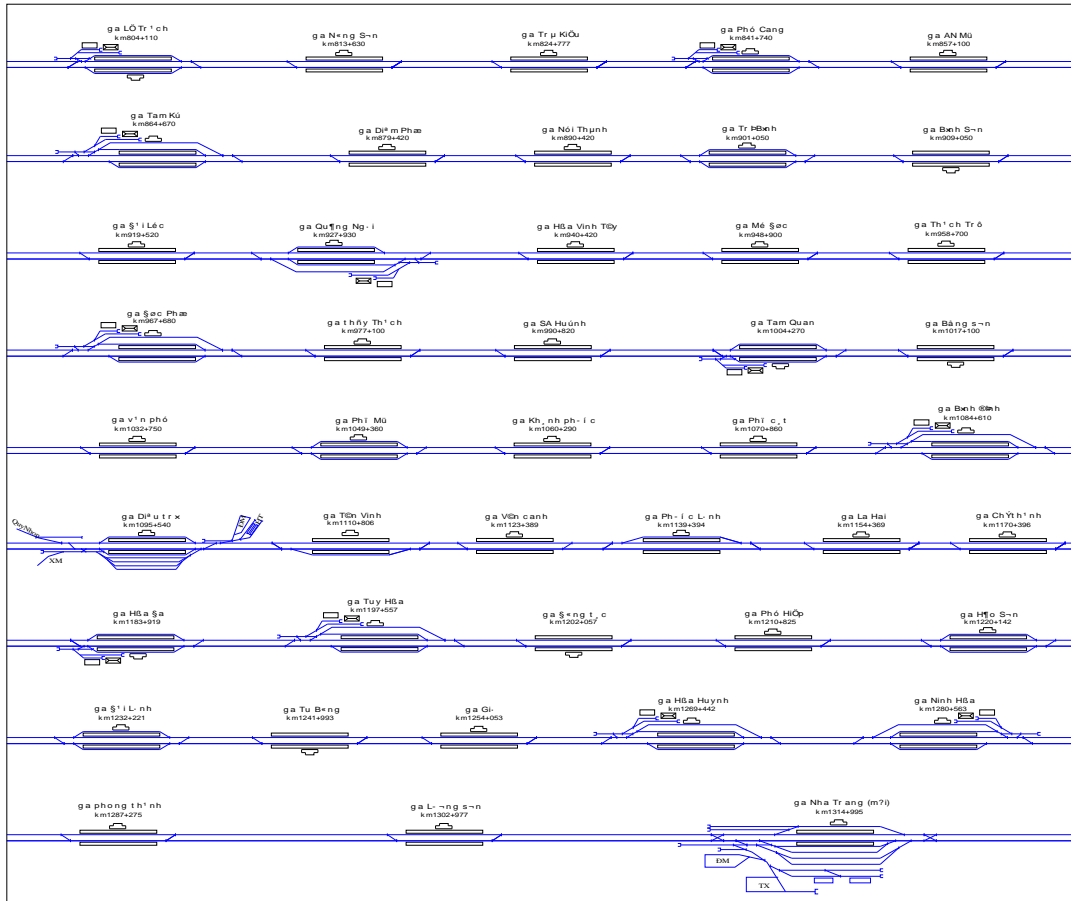 ga LÖ Tr¹ch
km804+110
ga N«ng S¬n
km813+630
ga Trµ KiÖu
km824+777
ga Phó Cang
km841+740
ga AN Mü
km857+100
ga Tam Kú
km864+670
ga Diªm Phæ
km879+420
ga Nói Thµnh
km890+420
ga TrÞ B×nh
km901+050
ga B×nh S¬n
km909+050
ga §¹i Léc
km919+520
ga Qu¶ng Ng·i
km927+930
ga Hßa Vinh T©y
km940+420
ga Mé §øc
km948+900
ga Th¹ch Trô
km958+700
ga §øc Phæ
km967+680
ga thñy Th¹ch
km977+100
ga SA Huúnh
km990+820
ga Tam Quan
km1004+270
ga Bång s¬n
km1017+100
ga v¹n phó
km1032+750
ga Phï Mü
km1049+360
ga Kh¸nh ph­íc
km1060+290
ga Phï c¸t
km1070+860
ga B×nh ®Þnh
km1084+610
ga Diªu tr×
km1095+540
QuyNhon
XM
ĐM
TX
ga T©n Vinh
km1110+806
ga V©n canh
km1123+389
ga Ph­íc L·nh
km1139+394
ga La Hai
km1154+369
ga ChÝ th¹nh
km1170+396
ga Hßa §a
km1183+919
ga Tuy Hßa
km1197+557
ga §«ng t¸c
km1202+057
ga Phó HiÖp
km1210+825
ga H¶o S¬n
km1220+142
ga §¹i L·nh
km1232+221
ga Tu B«ng
km1241+993
ga Gi·
km1254+053
ga Hßa Huynh
km1269+442
ga Ninh Hßa
km1280+563
ga phong th¹nh
km1287+275
ga L­¬ng s¬n
km1302+977
ga Nha Trang (m?i)
km1314+995
ĐM
TX